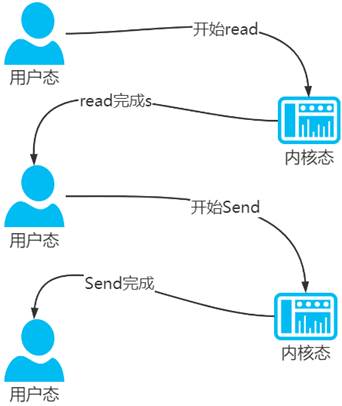 开始read
用户态
read完成s
内核态
开始Send
用户态
Send完成
内核态
用户态